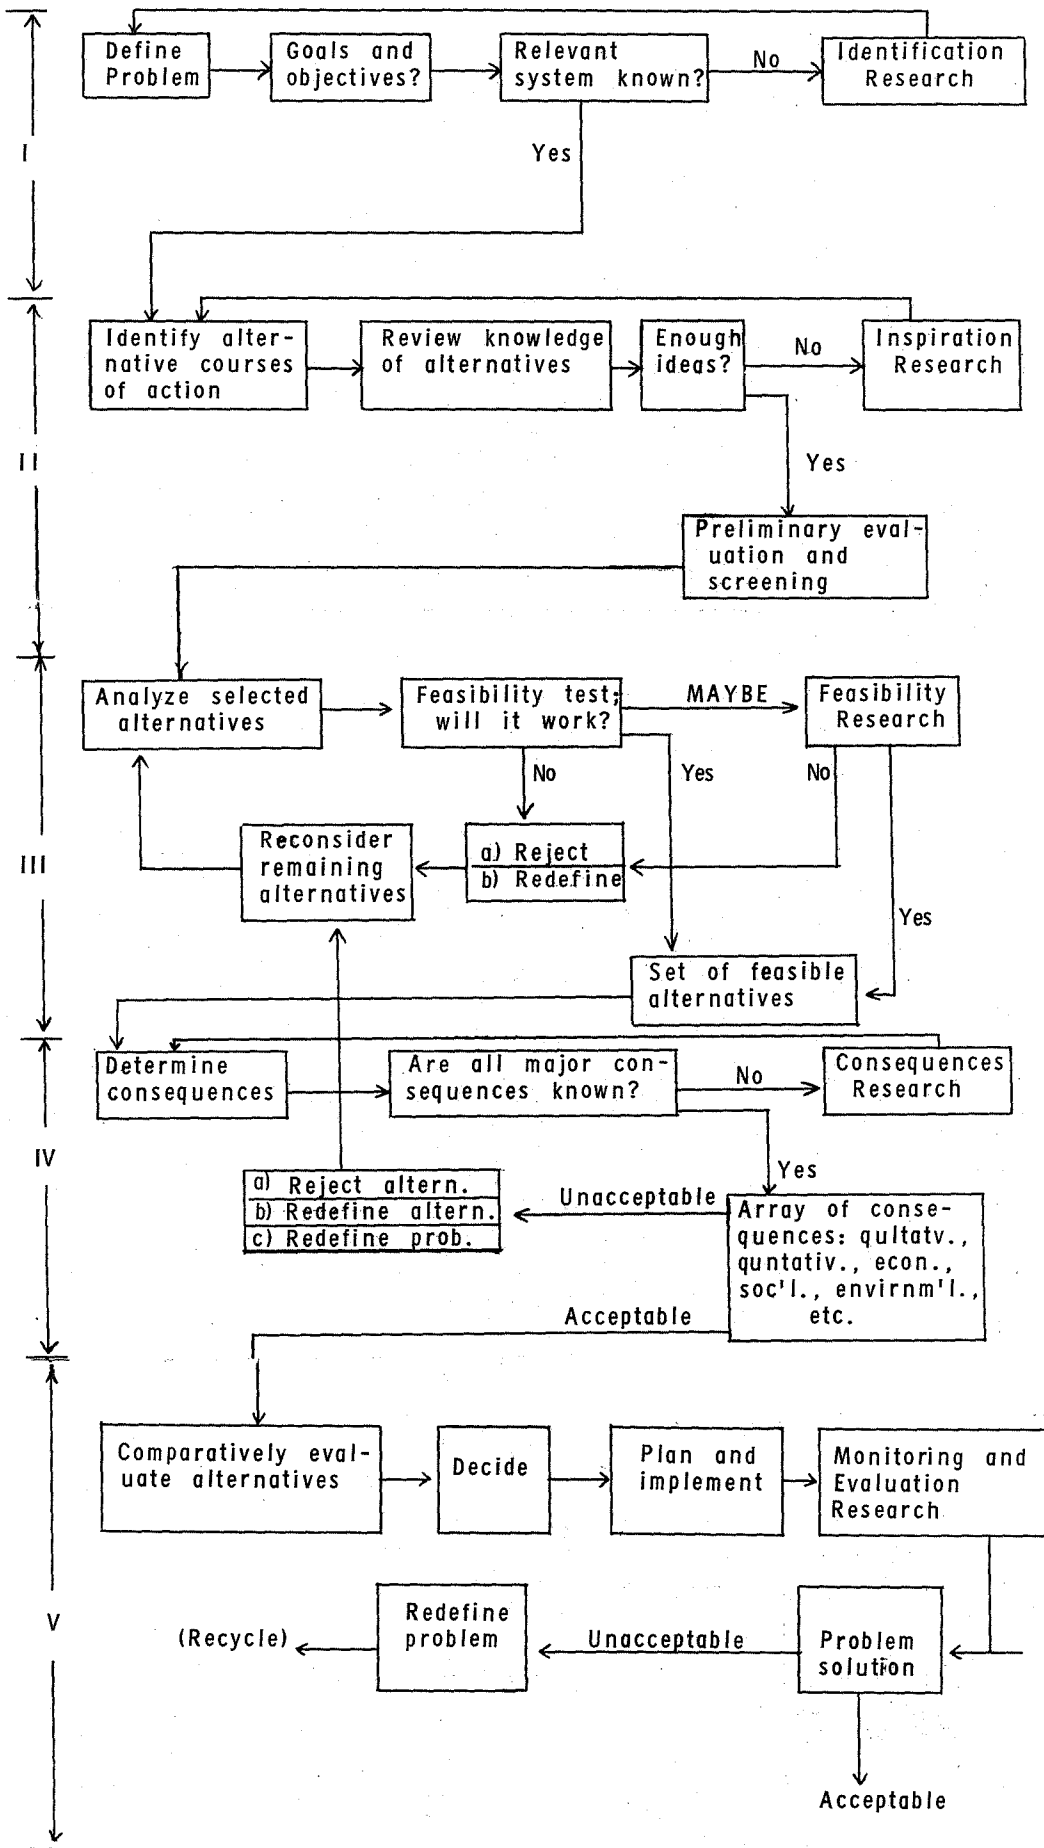 Define
Problem
Goals and
objectives?
Relevant
system known?
No
Identification
Research
I
Yes
Identify alter-
native courses
of action
Review knowledge
of alternatives
Enough
ideas?
No
Inspiration
Research
II
Yes
Preliminary eval-
uation and
screening
Analyze selected
alternatives
Feasibility test;
will it work?
MAYBE
Feasibility
Research
No
Yes
No
III
Reconsider
remaining
alternatives
a) Reject
b) Redefine
Yes
Set of feasible
alternatives
Determine
consequences
Are all major con-
sequences known?
No
Consequences
Research
IV
Yes
a) Reject altern.
b) Redefine altern.
c) Redefine prob.
Unacceptable
Array of conse-
quences: qultatv.,
quntativ., econ.,
soc'l., envirnm'l.,
etc.
Acceptable
Comparatively eval-
uate alternatives
Decide
Plan and
implement
Monitoring and
Evaluation
Research
V
(Recycle)
Redefine
problem
Unacceptable
Problem
solution
Acceptable